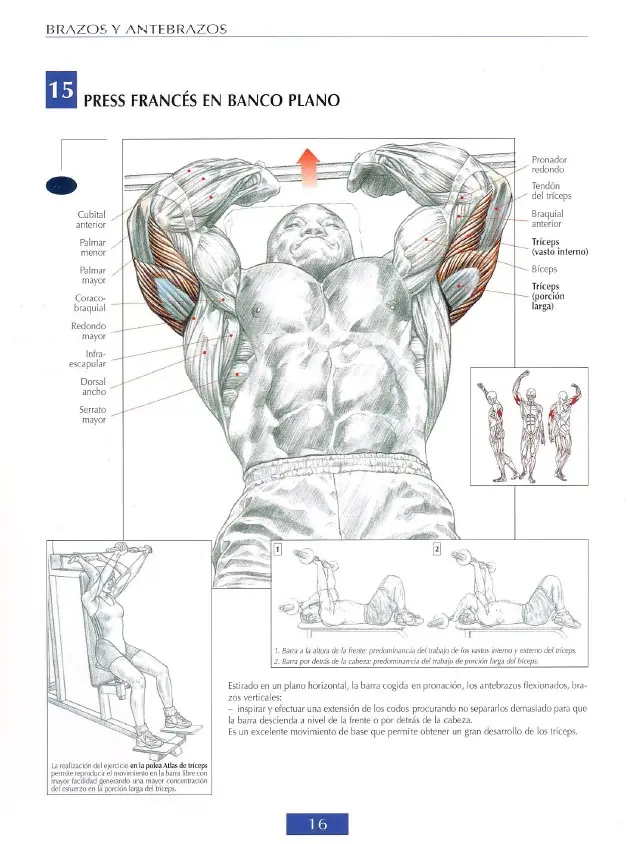 BRAZOS Y ANTEBRAZOS
15
PRESS FRANCÉS EN BANCO PLANO
Cubital
anterior
Palmar
menor
Palmar
mayor
Coraco-
braquial
Redondo
mayor
Infra-
escapular
Dorsal
ancho
Serrato
mayor
Pronador
redondo
Tendón
del tríceps
Braquial
anterior
Tríceps
(vasto interno)
Bíceps
Tríceps
(porción
larga)
1
2
1. Barra a la altura de la frente: predominancia del trabajo de los vastos interno y externo del tríceps.
2. Barra por detrás de la cabeza: predominancia del trabajo de porción larga del bíceps.
La realización del ejercicio en la polea Atlas de tríceps
permite reproducir el movimiento en la barra libre con
mayor facilidad generando una mayor concentración
del esfuerzo en la porción larga del tríceps.
Estirado en un plano horizontal, la barra cogida en pronación, los antebrazos flexionados, bra-
zos verticales:
– inspirar y efectuar una extensión de los codos procurando no separarlos demasiado para que
la barra descienda a nivel de la frente o por detrás de la cabeza.
Es un excelente movimiento de base que permite obtener un gran desarrollo de los tríceps.
16